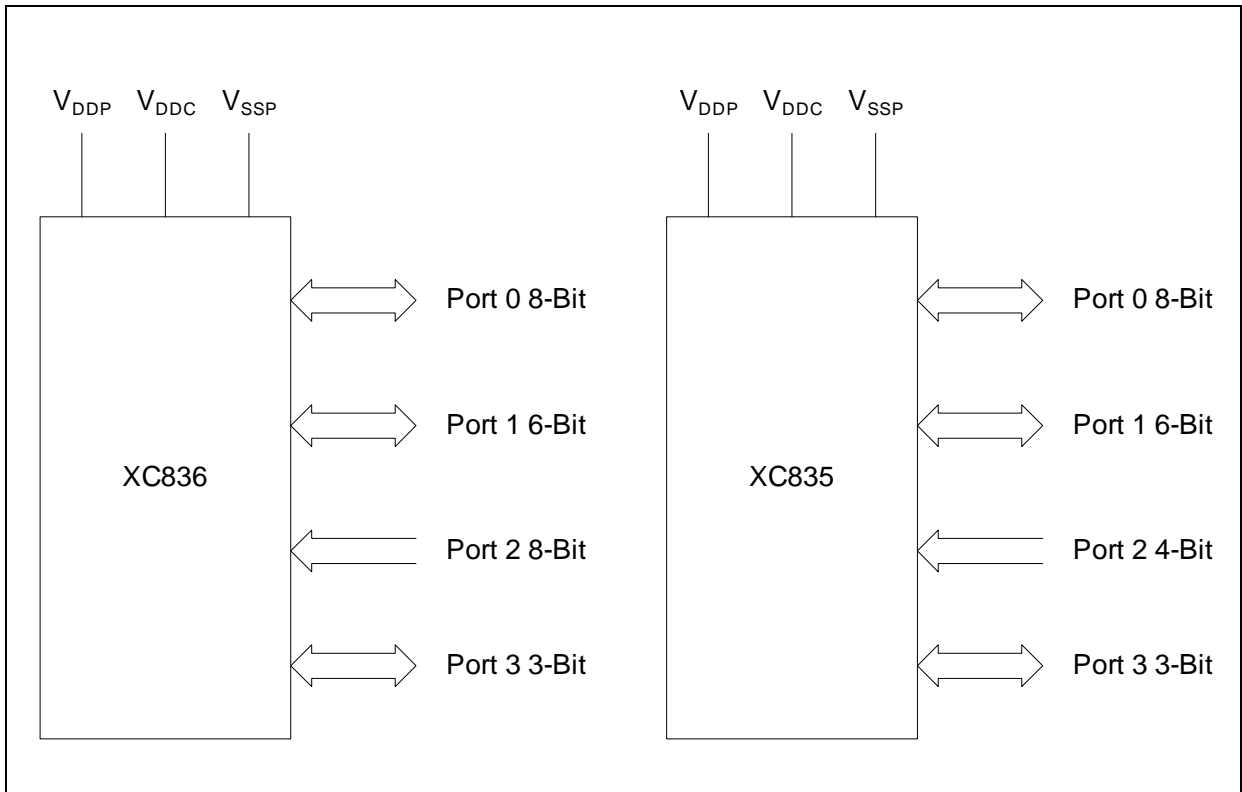 V_DDP V_DDC V_SSP
XC836
Port 0 8-Bit
Port 1 6-Bit
Port 2 8-Bit
Port 3 3-Bit
V_DDP V_DDC V_SSP
XC835
Port 0 8-Bit
Port 1 6-Bit
Port 2 4-Bit
Port 3 3-Bit